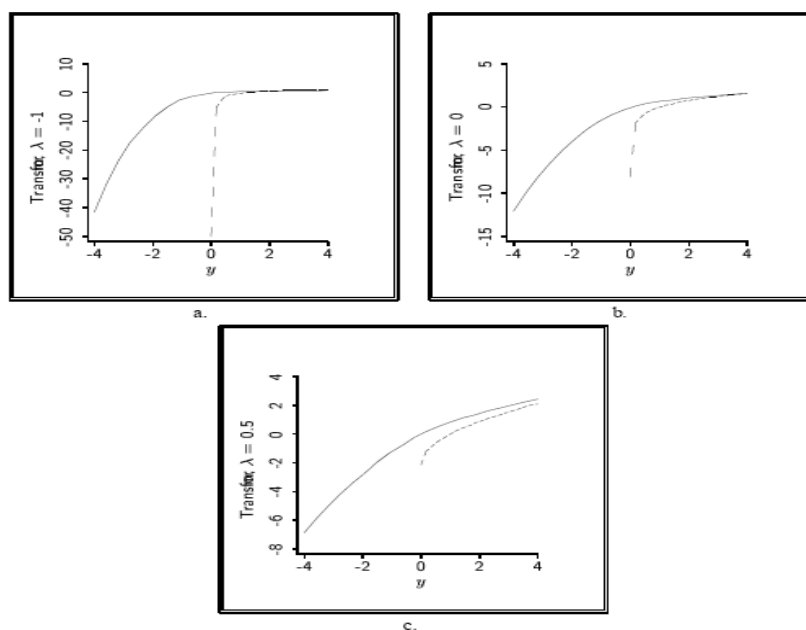 Transfor, λ = -1
10
0
-10
-20
-30
-40
-50
-4 -2 0 2 4
y
a.
Transfor, λ = 0
5
0
-5
-10
-15
-4 -2 0 2 4
y
b.
Transfor, λ = 0.5
4
2
0
-2
-4
-6
-8
-4 -2 0 2 4
y
c.